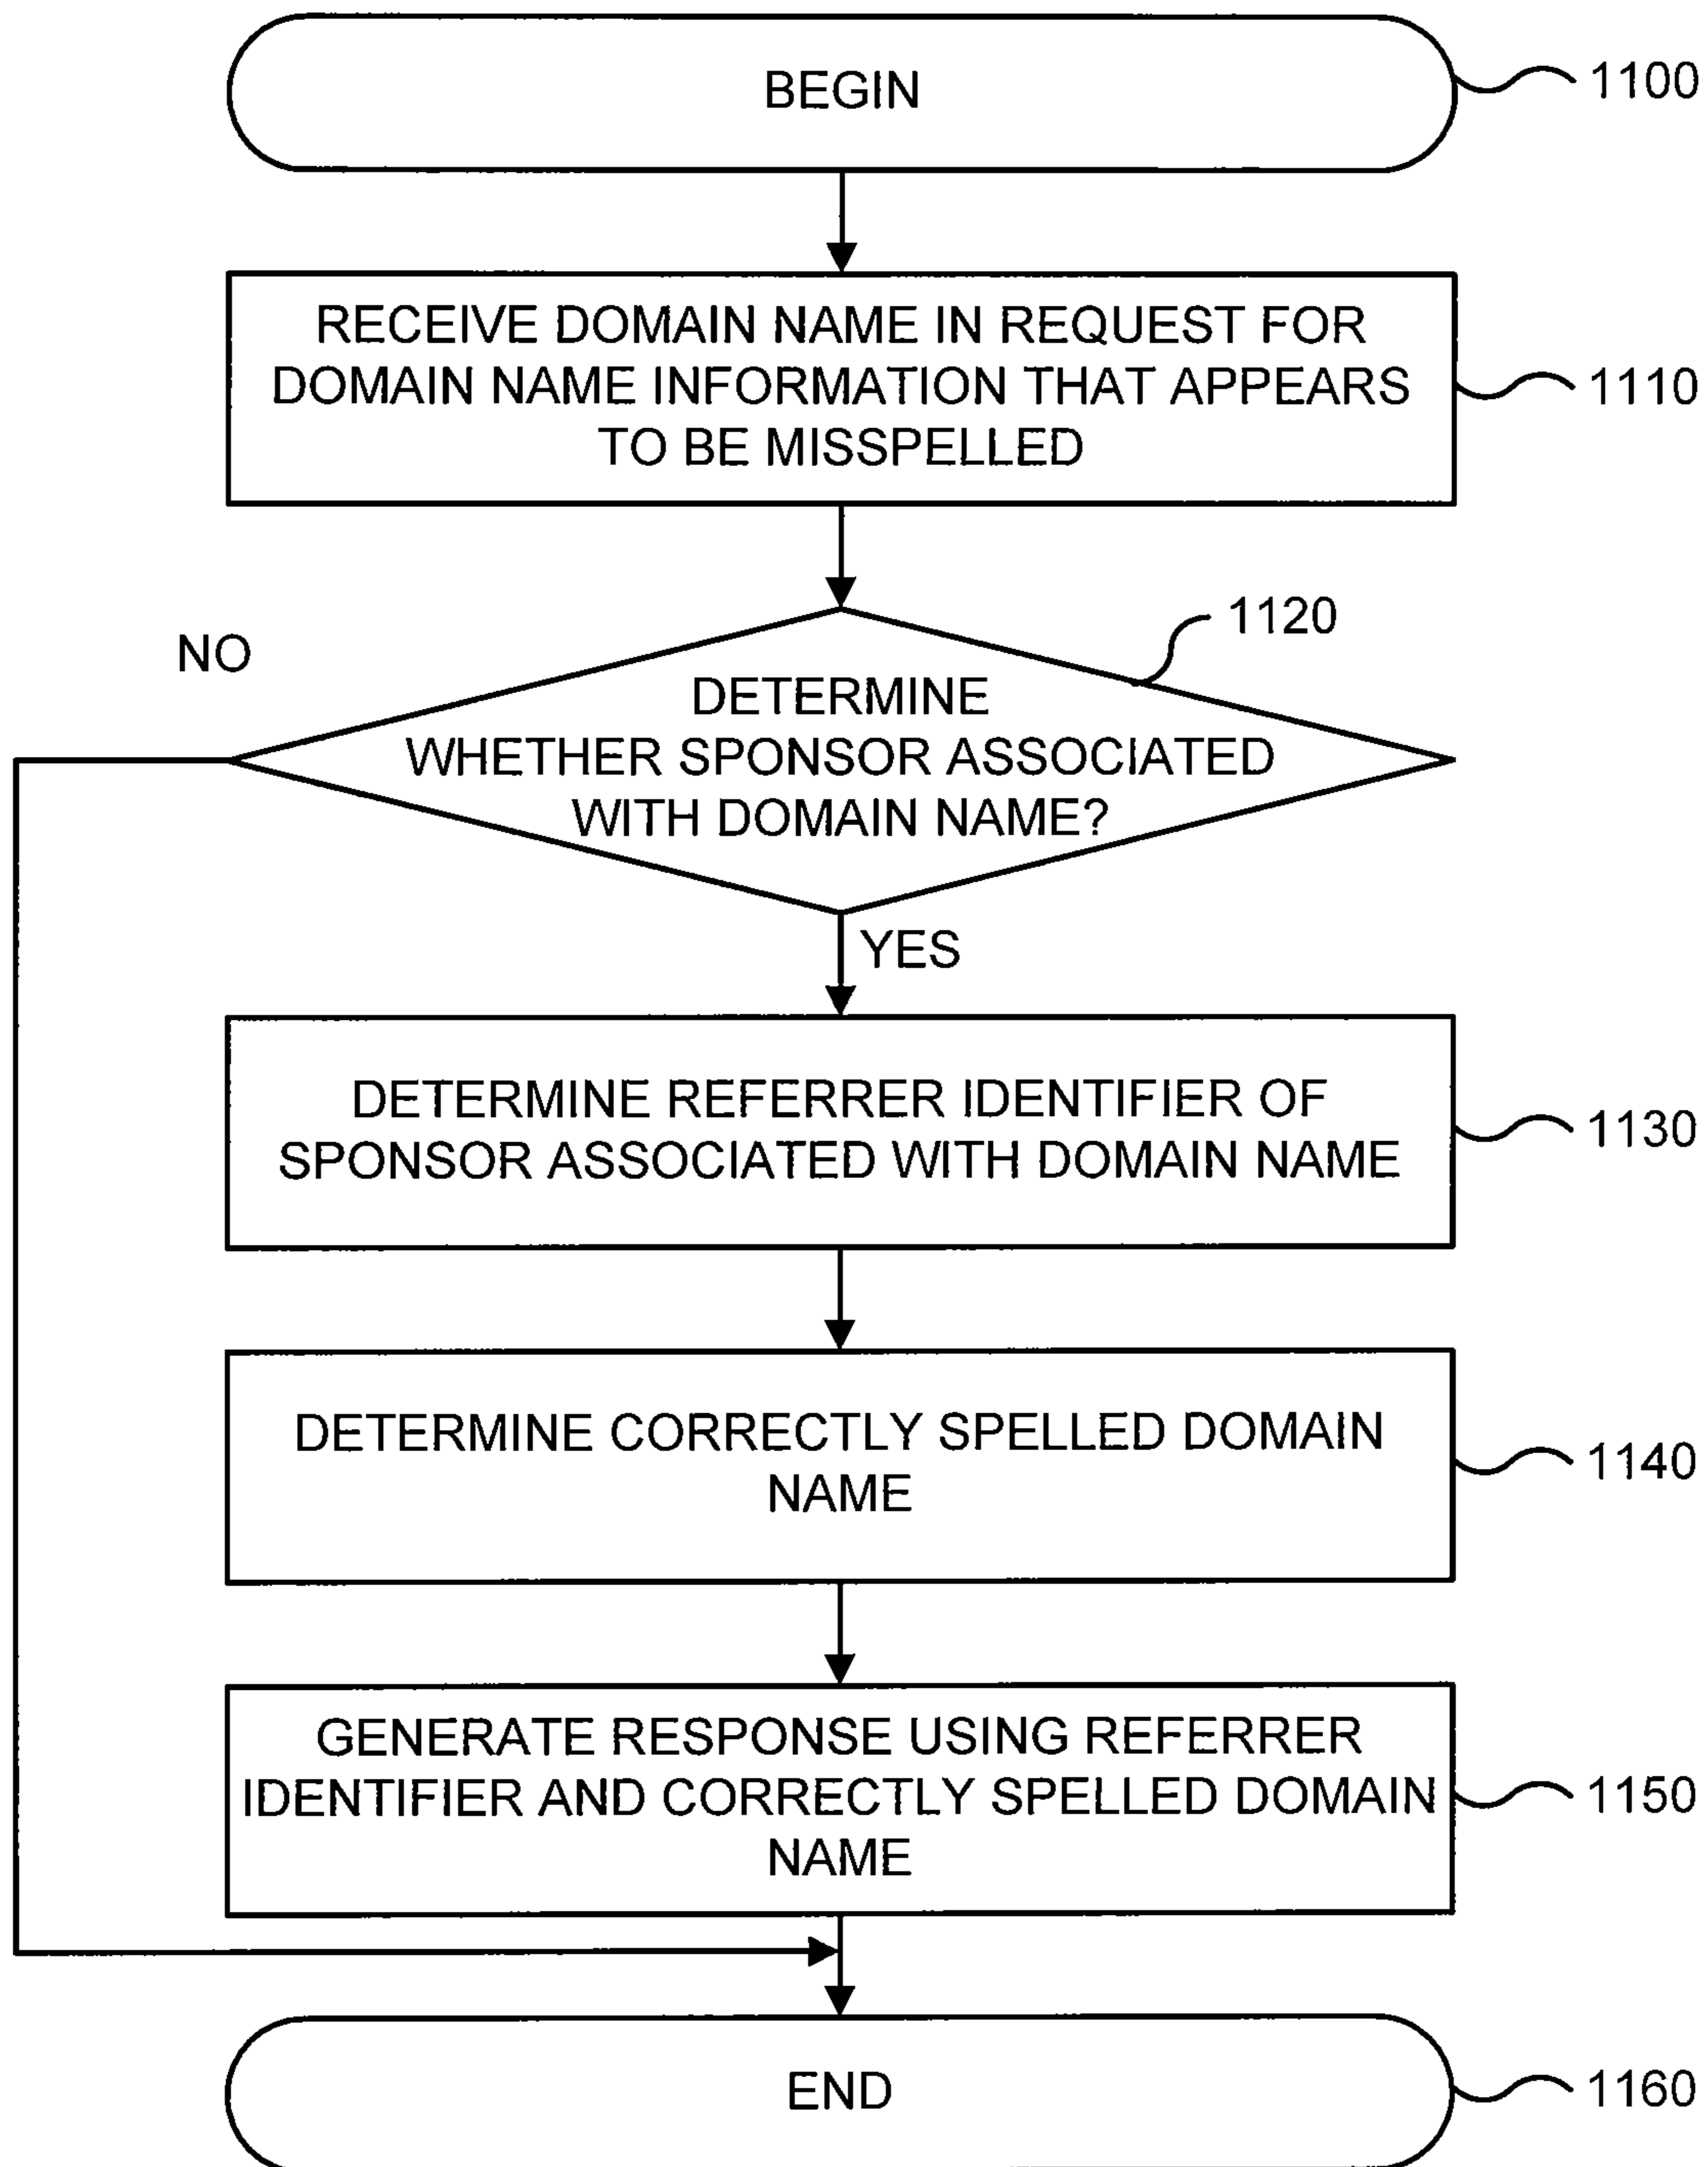 BEGIN
1100
RECEIVE DOMAIN NAME IN REQUEST FOR
DOMAIN NAME INFORMATION THAT APPEARS
TO BE MISSPELLED
1110
1120
NO
DETERMINE
WHETHER SPONSOR ASSOCIATED
WITH DOMAIN NAME?
YES
DETERMINE REFERRER IDENTIFIER OF
SPONSOR ASSOCIATED WITH DOMAIN NAME
1130
DETERMINE CORRECTLY SPELLED DOMAIN
NAME
1140
GENERATE RESPONSE USING REFERRER
IDENTIFIER AND CORRECTLY SPELLED DOMAIN
NAME
1150
END
1160